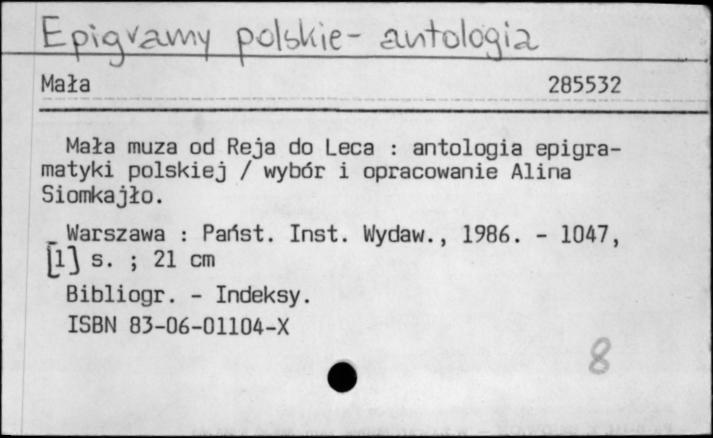 Epigramy polskie - antologia
Mała 285532
Mała muza od Reja do Leca : antologia epigra-
matyki polskiej / wybór i opracowanie Alina
Siomkajło.
Warszawa : Państ. Inst. Wydaw., 1986. - 1047,
[1] s. ; 21 cm
Bibliogr. - Indeksy.
ISBN 83-06-01104-X
8